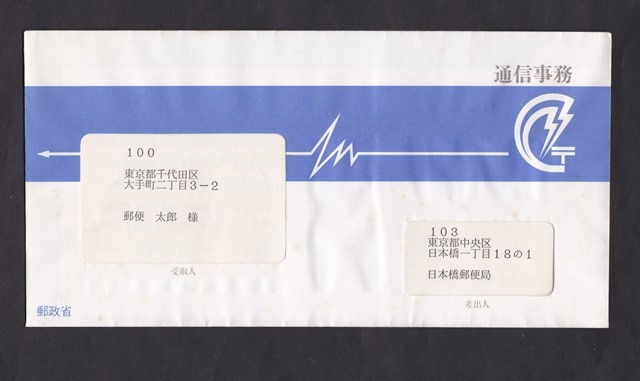 通信事務
〒
100
東京都千代田区
大手町二丁目3-2
郵便 太郎 様
受取人
103
東京都中央区
日本橋一丁目18の1
日本橋郵便局
差出人
郵政省